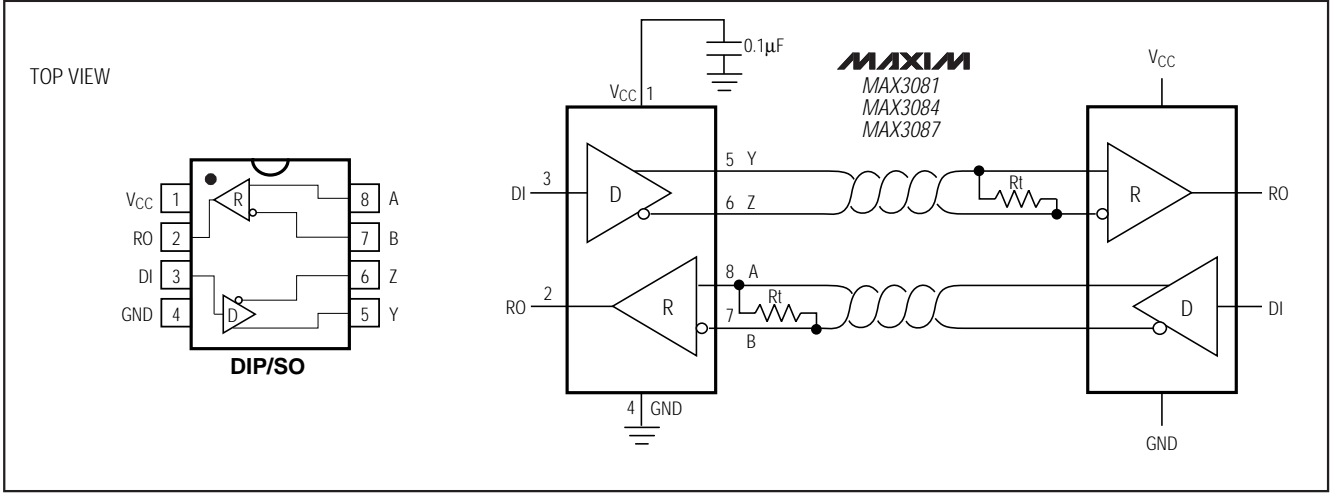 TOP VIEW
VCC 1
RO 2
DI 3
GND 4
8 A
7 B
6 Z
5 Y
R
D
DIP/SO
0.1µF
VCC 1
MAXIM
MAX3081
MAX3084
MAX3087
VCC
DI 3
D
5 Y
6 Z
Rt
R
RO
RO 2
R
8 A
Rt
7
B
D
DI
4 GND
GND